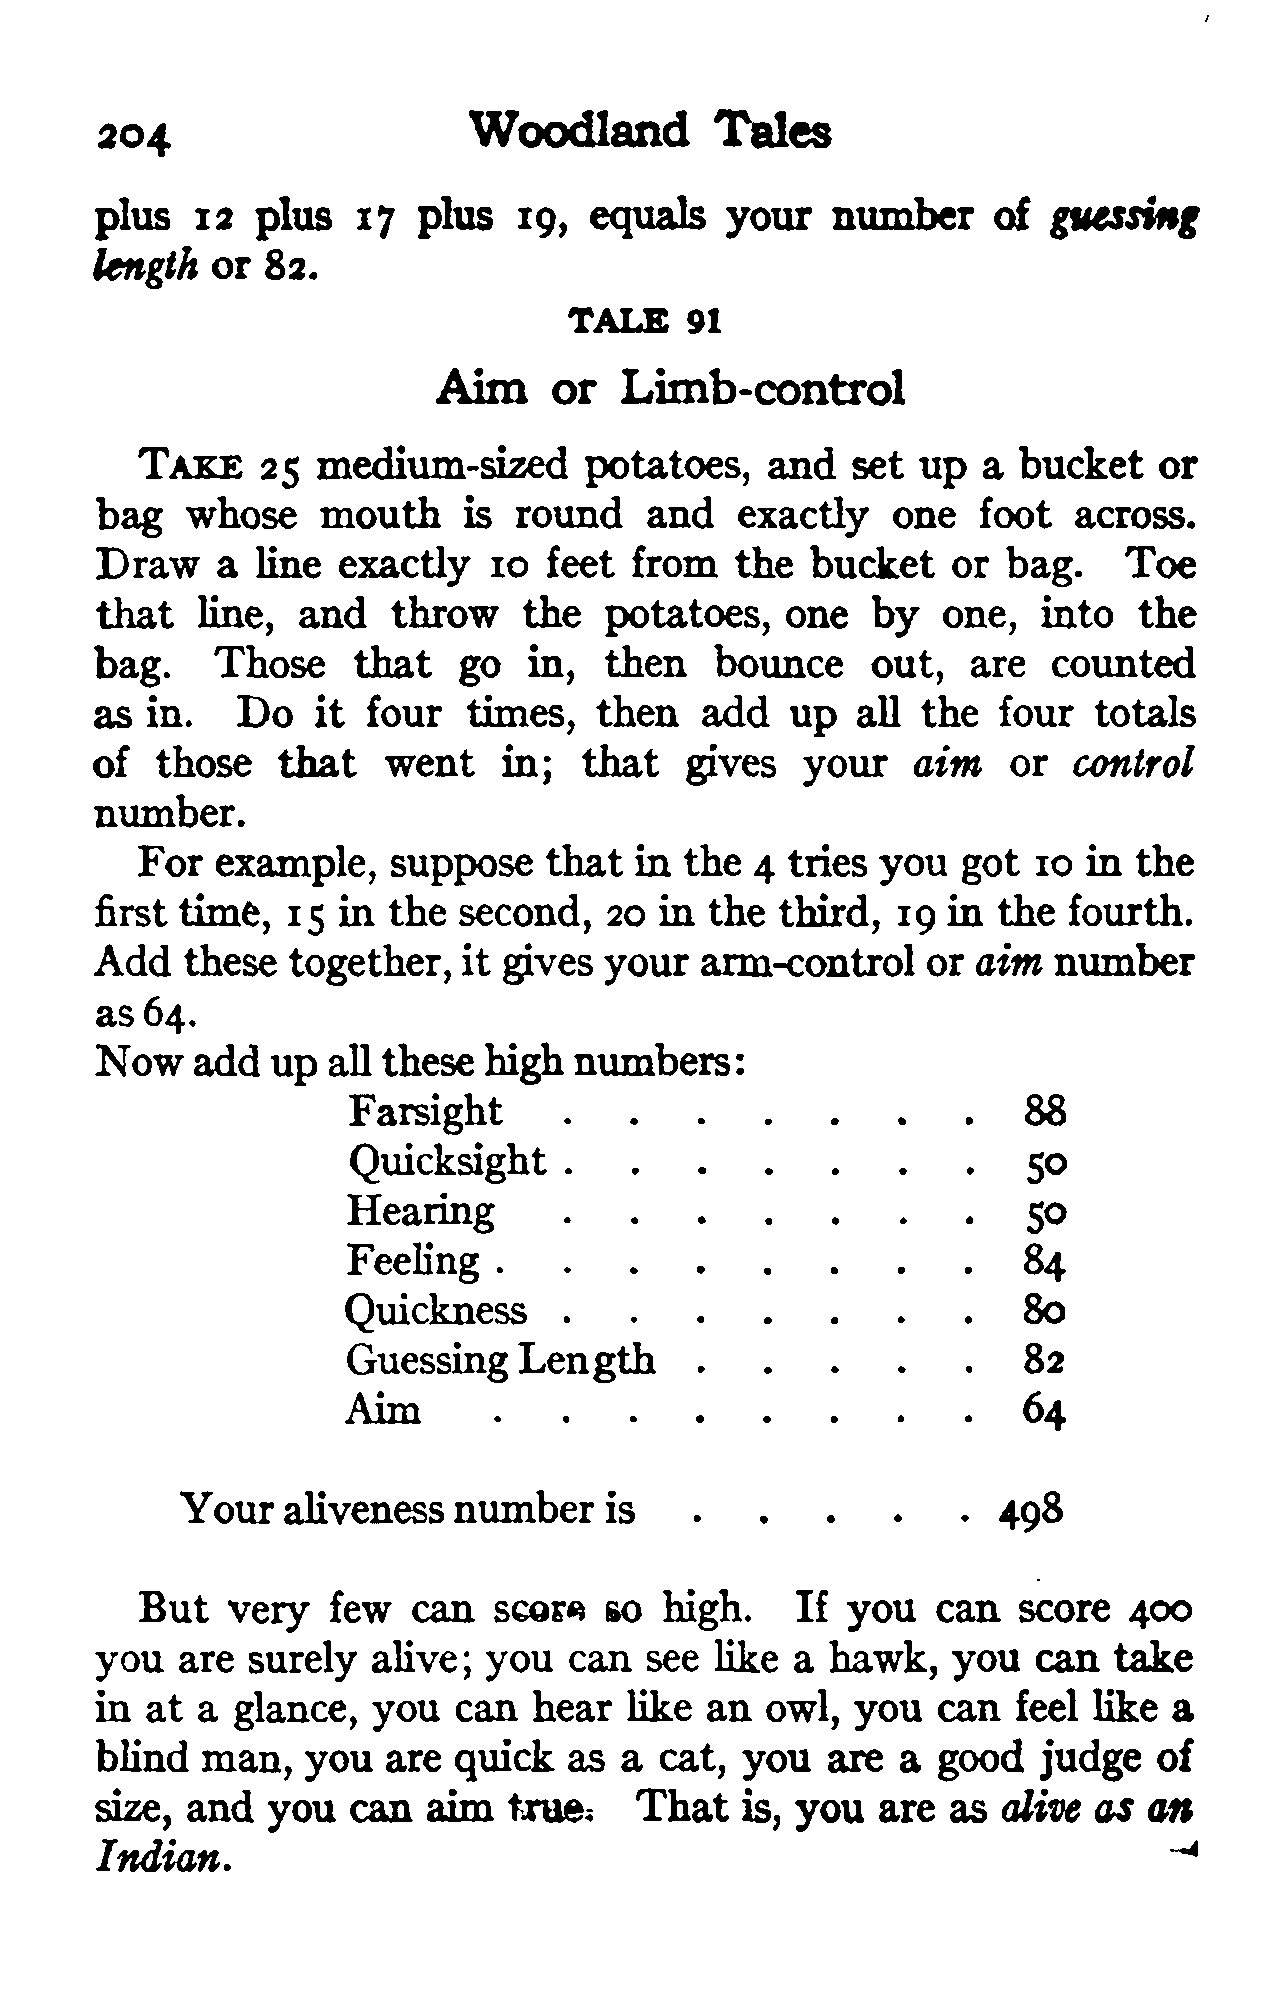 204 Woodland Tales
plus 12 plus 17 plus 19, equals your number of guessing
length or 82.
TALE 91
Aim or Limb-control
TAKE 25 medium-sized potatoes, and set up a bucket or
bag whose mouth is round and exactly one foot across.
Draw a line exactly 10 feet from the bucket or bag. Toe
that line, and throw the potatoes, one by one, into the
bag. Those that go in, then bounce out, are counted
as in. Do it four times, then add up all the four totals
of those that went in; that gives your aim or control
number.
For example, suppose that in the 4 tries you got 10 in the
first time, 15 in the second, 20 in the third, 19 in the fourth.
Add these together, it gives your arm-control or aim number
as 64.
Now add up all these high numbers:
Farsight . . . . . . . 88
Quicksight . . . . . . . 50
Hearing . . . . . . . 50
Feeling . . . . . . . . 84
Quickness . . . . . . . 80
Guessing Length . . . . . 82
Aim . . . . . . . . 64
Your aliveness number is . . . . . 498
But very few can score so high. If you can score 400
you are surely alive; you can see like a hawk, you can take
in at a glance, you can hear like an owl, you can feel like a
blind man, you are quick as a cat, you are a good judge of
size, and you can aim true. That is, you are as alive as an
Indian.